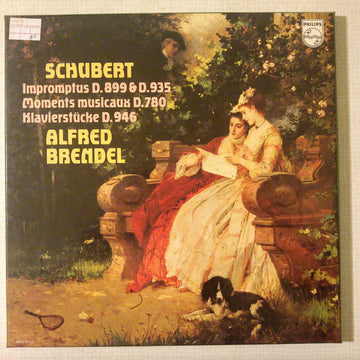 PHILIPS
SCHUBERT
Impromptus D.899 & D.935
Moments musicaux D.780
Klavierstücke D.946
ALFRED
BRENDEL